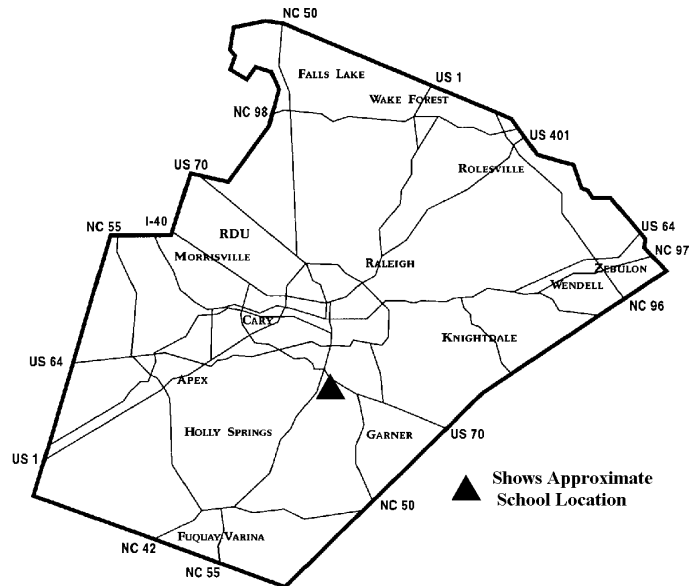 NC 50
FALLS LAKE
US 1
WAKE FOREST
NC 98
US 401
ROLESVILLE
US 70
NC 55
I-40
RDU
MORRISVILLE
RALEIGH
US 64
NC 97
ZEBULON
WENDELL
NC 96
CARY
KNIGHTDALE
US 64
APEX
HOLLY SPRINGS
GARNER
US 70
US 1
Shows Approximate
School Location
NC 50
FUQUAY VARINA
NC 42
NC 55